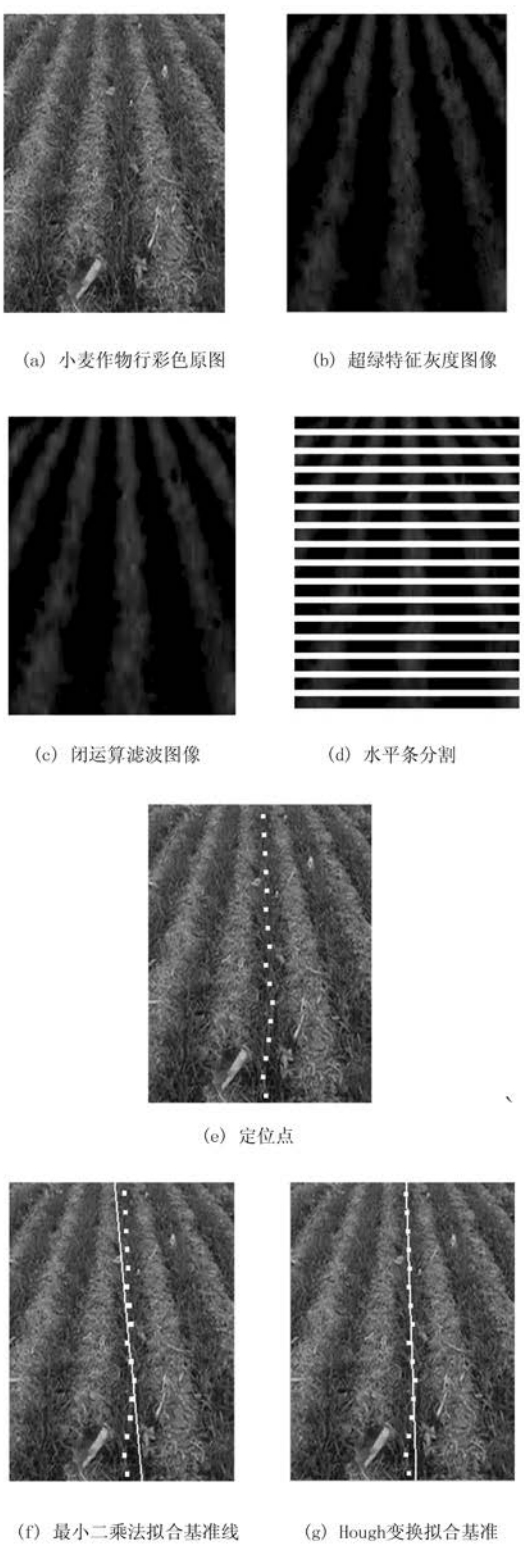 (a) 小麦作物行彩色原图
(b) 超绿特征灰度图像
(c) 闭运算滤波图像
(d) 水平条分割
(e) 定位点
(f) 最小二乘法拟合基准线
(g) Hough变换拟合基准